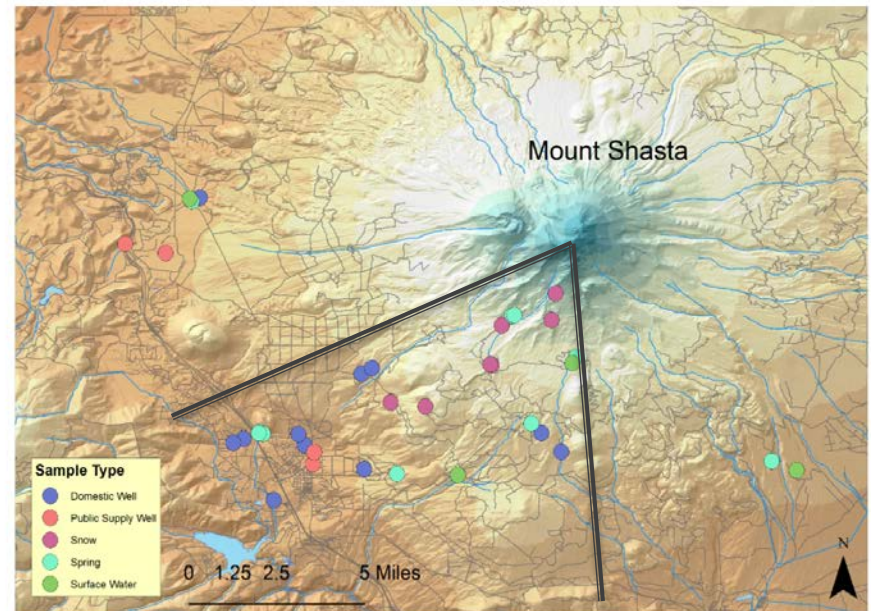 Mount Shasta
Sample Type
Domestic Well
Public Supply Well
Snow
Spring
Surface Water
0 1.25 2.5 5 Miles
N